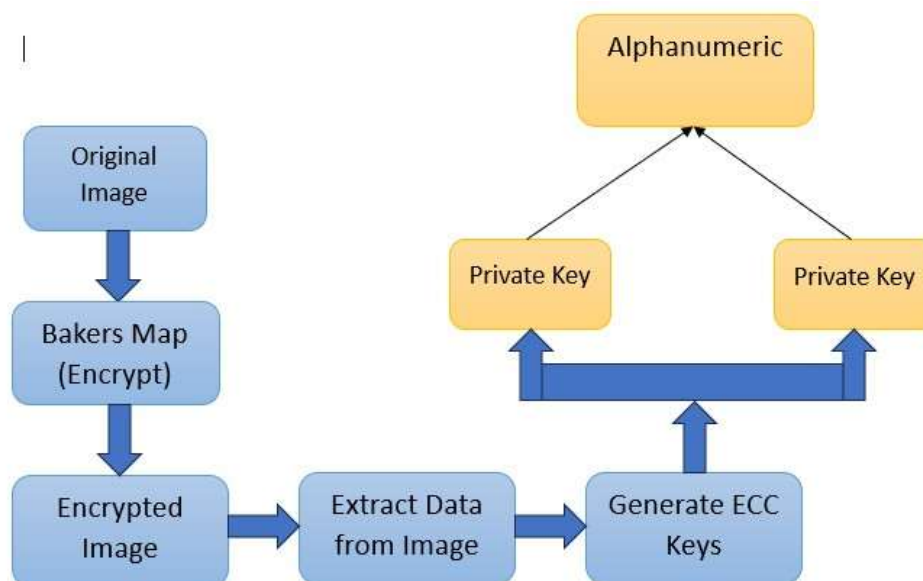 Alphanumeric
Original
Image
Private Key
Private Key
Bakers Map
(Encrypt)
Encrypted
Image
Extract Data
from Image
Generate ECC
Keys